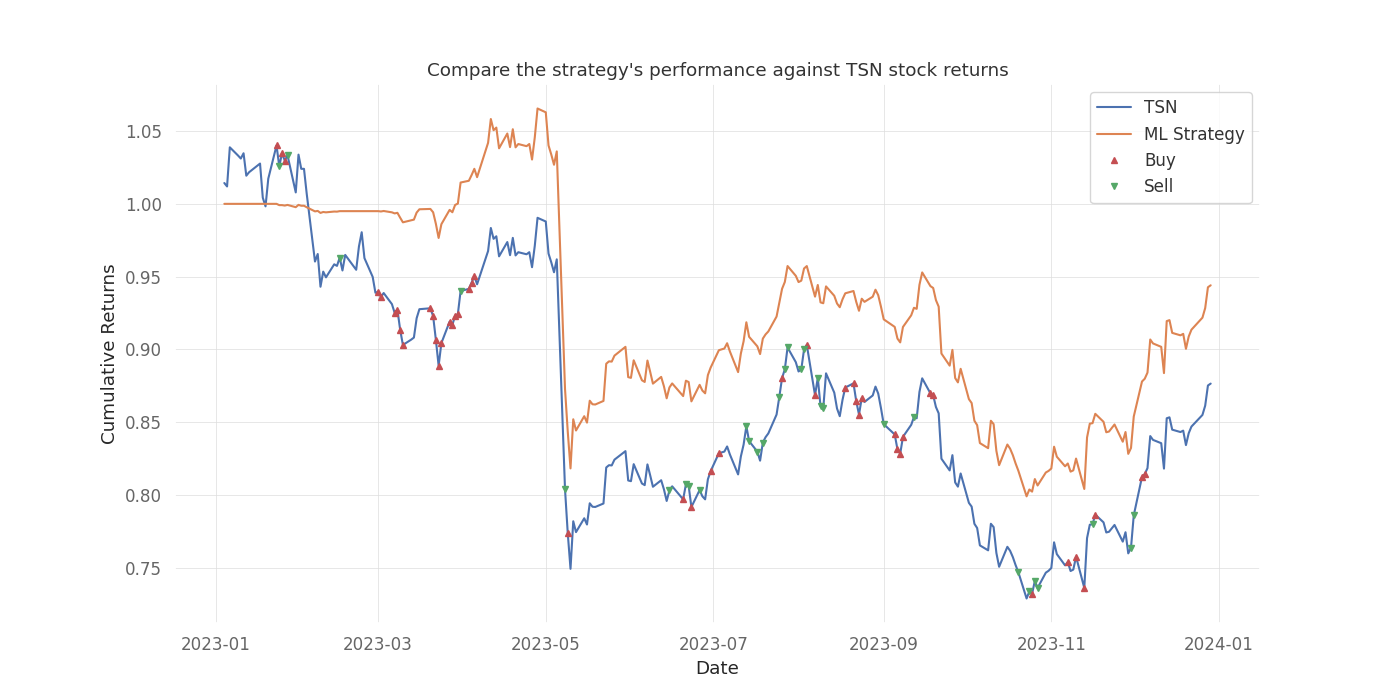 Compare the strategy's performance against TSN stock returns
TSN
ML Strategy
Buy
Sell
1.05
1.00
0.95
0.90
0.85
0.80
0.75
Cumulative Returns
2023-01 2023-03 2023-05 2023-07 2023-09 2023-11 2024-01
Date